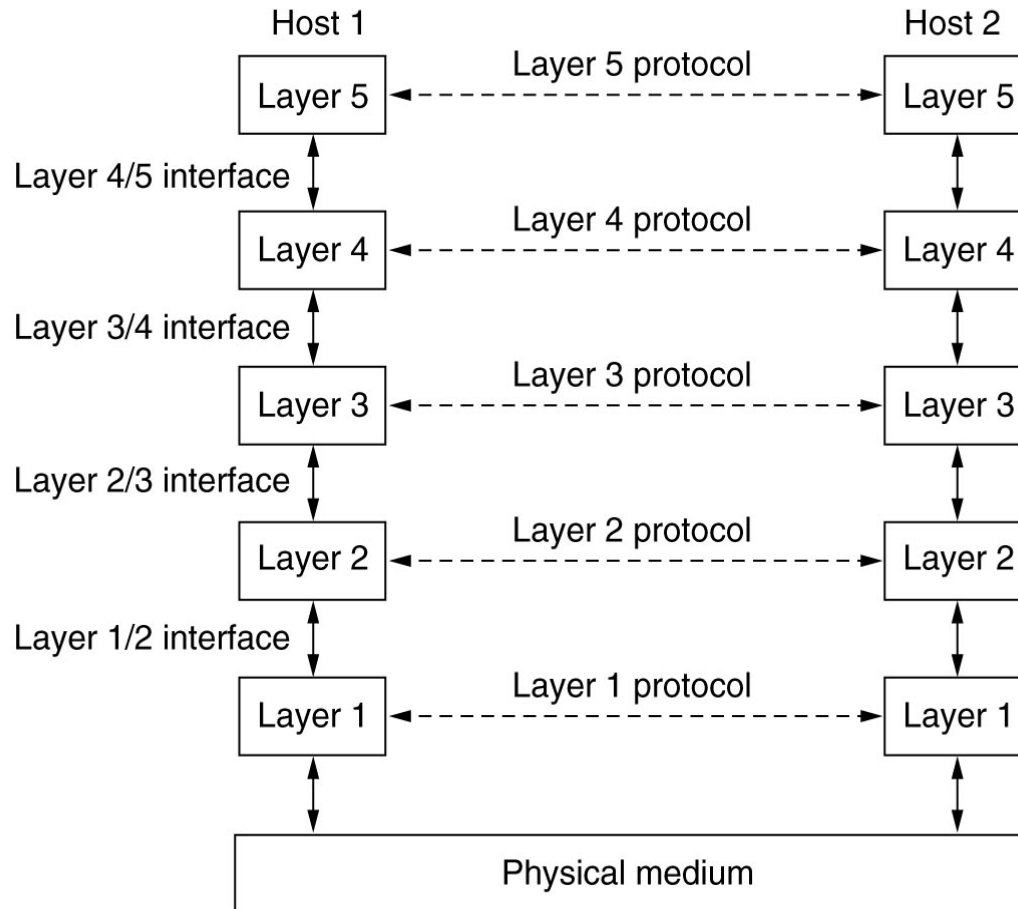 Host 1
Host 2
Layer 5 protocol
Layer 5
Layer 5
Layer 4/5 interface
Layer 4 protocol
Layer 4
Layer 4
Layer 3/4 interface
Layer 3 protocol
Layer 3
Layer 3
Layer 2/3 interface
Layer 2 protocol
Layer 2
Layer 2
Layer 1/2 interface
Layer 1 protocol
Layer 1
Layer 1
Physical medium